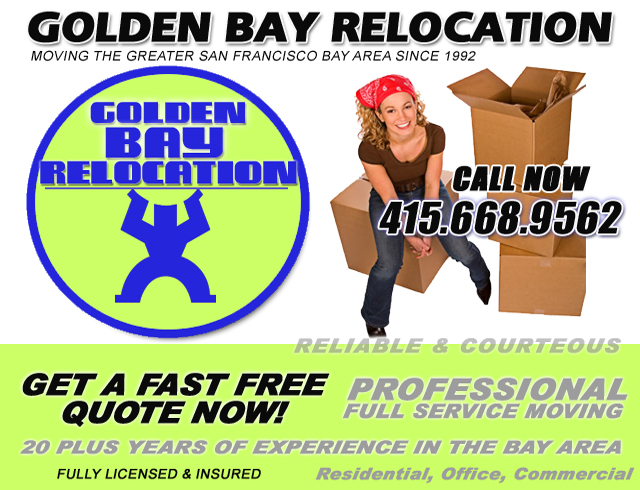 GOLDEN BAY RELOCATION
MOVING THE GREATER SAN FRANCISCO BAY AREA SINCE 1992
GOLDEN
BAY
RELOCATION
CALL NOW
415.668.9562
RELIABLE & COURTEOUS
GET A FAST FREE
QUOTE NOW!
PROFESSIONAL
FULL SERVICE MOVING
20 PLUS YEARS OF EXPERIENCE IN THE BAY AREA
FULLY LICENSED & INSURED
Residential, Office, Commercial